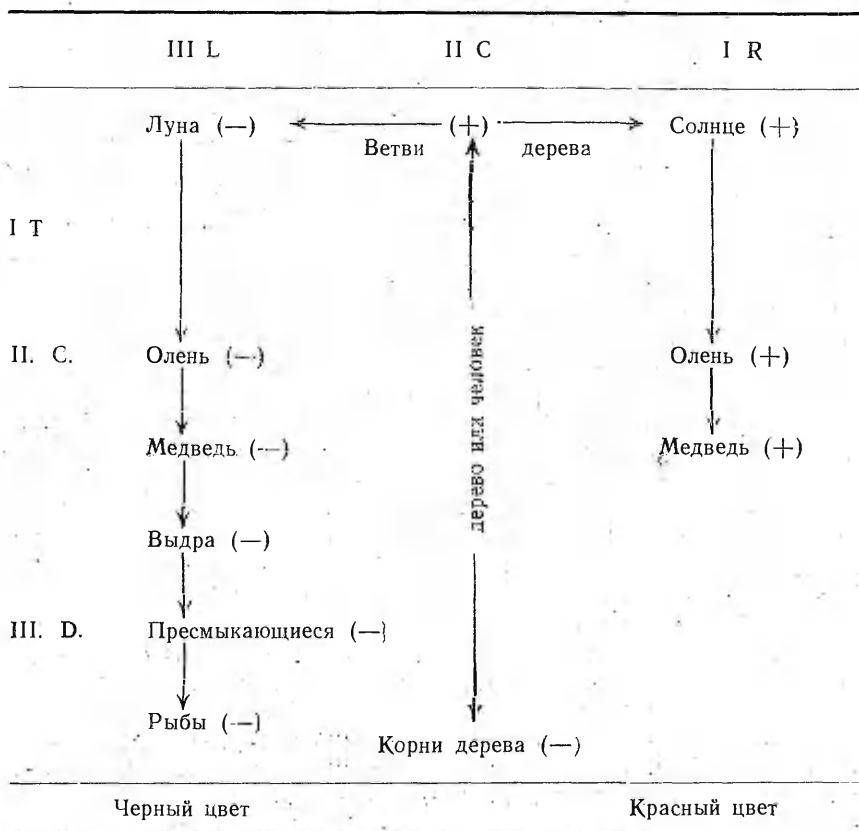 III L II C I R
Луна (—) (+) Солнце (+}
Ветви дерева
I T
дерево или человек
II. C. Олень (—) Олень (+)
Медведь (—) Медведь (+)
Выдра (—)
III. D. Пресмыкающиеся (—}
Рыбы (—)
Корни дерева (—)
Черный цвет Красный цвет